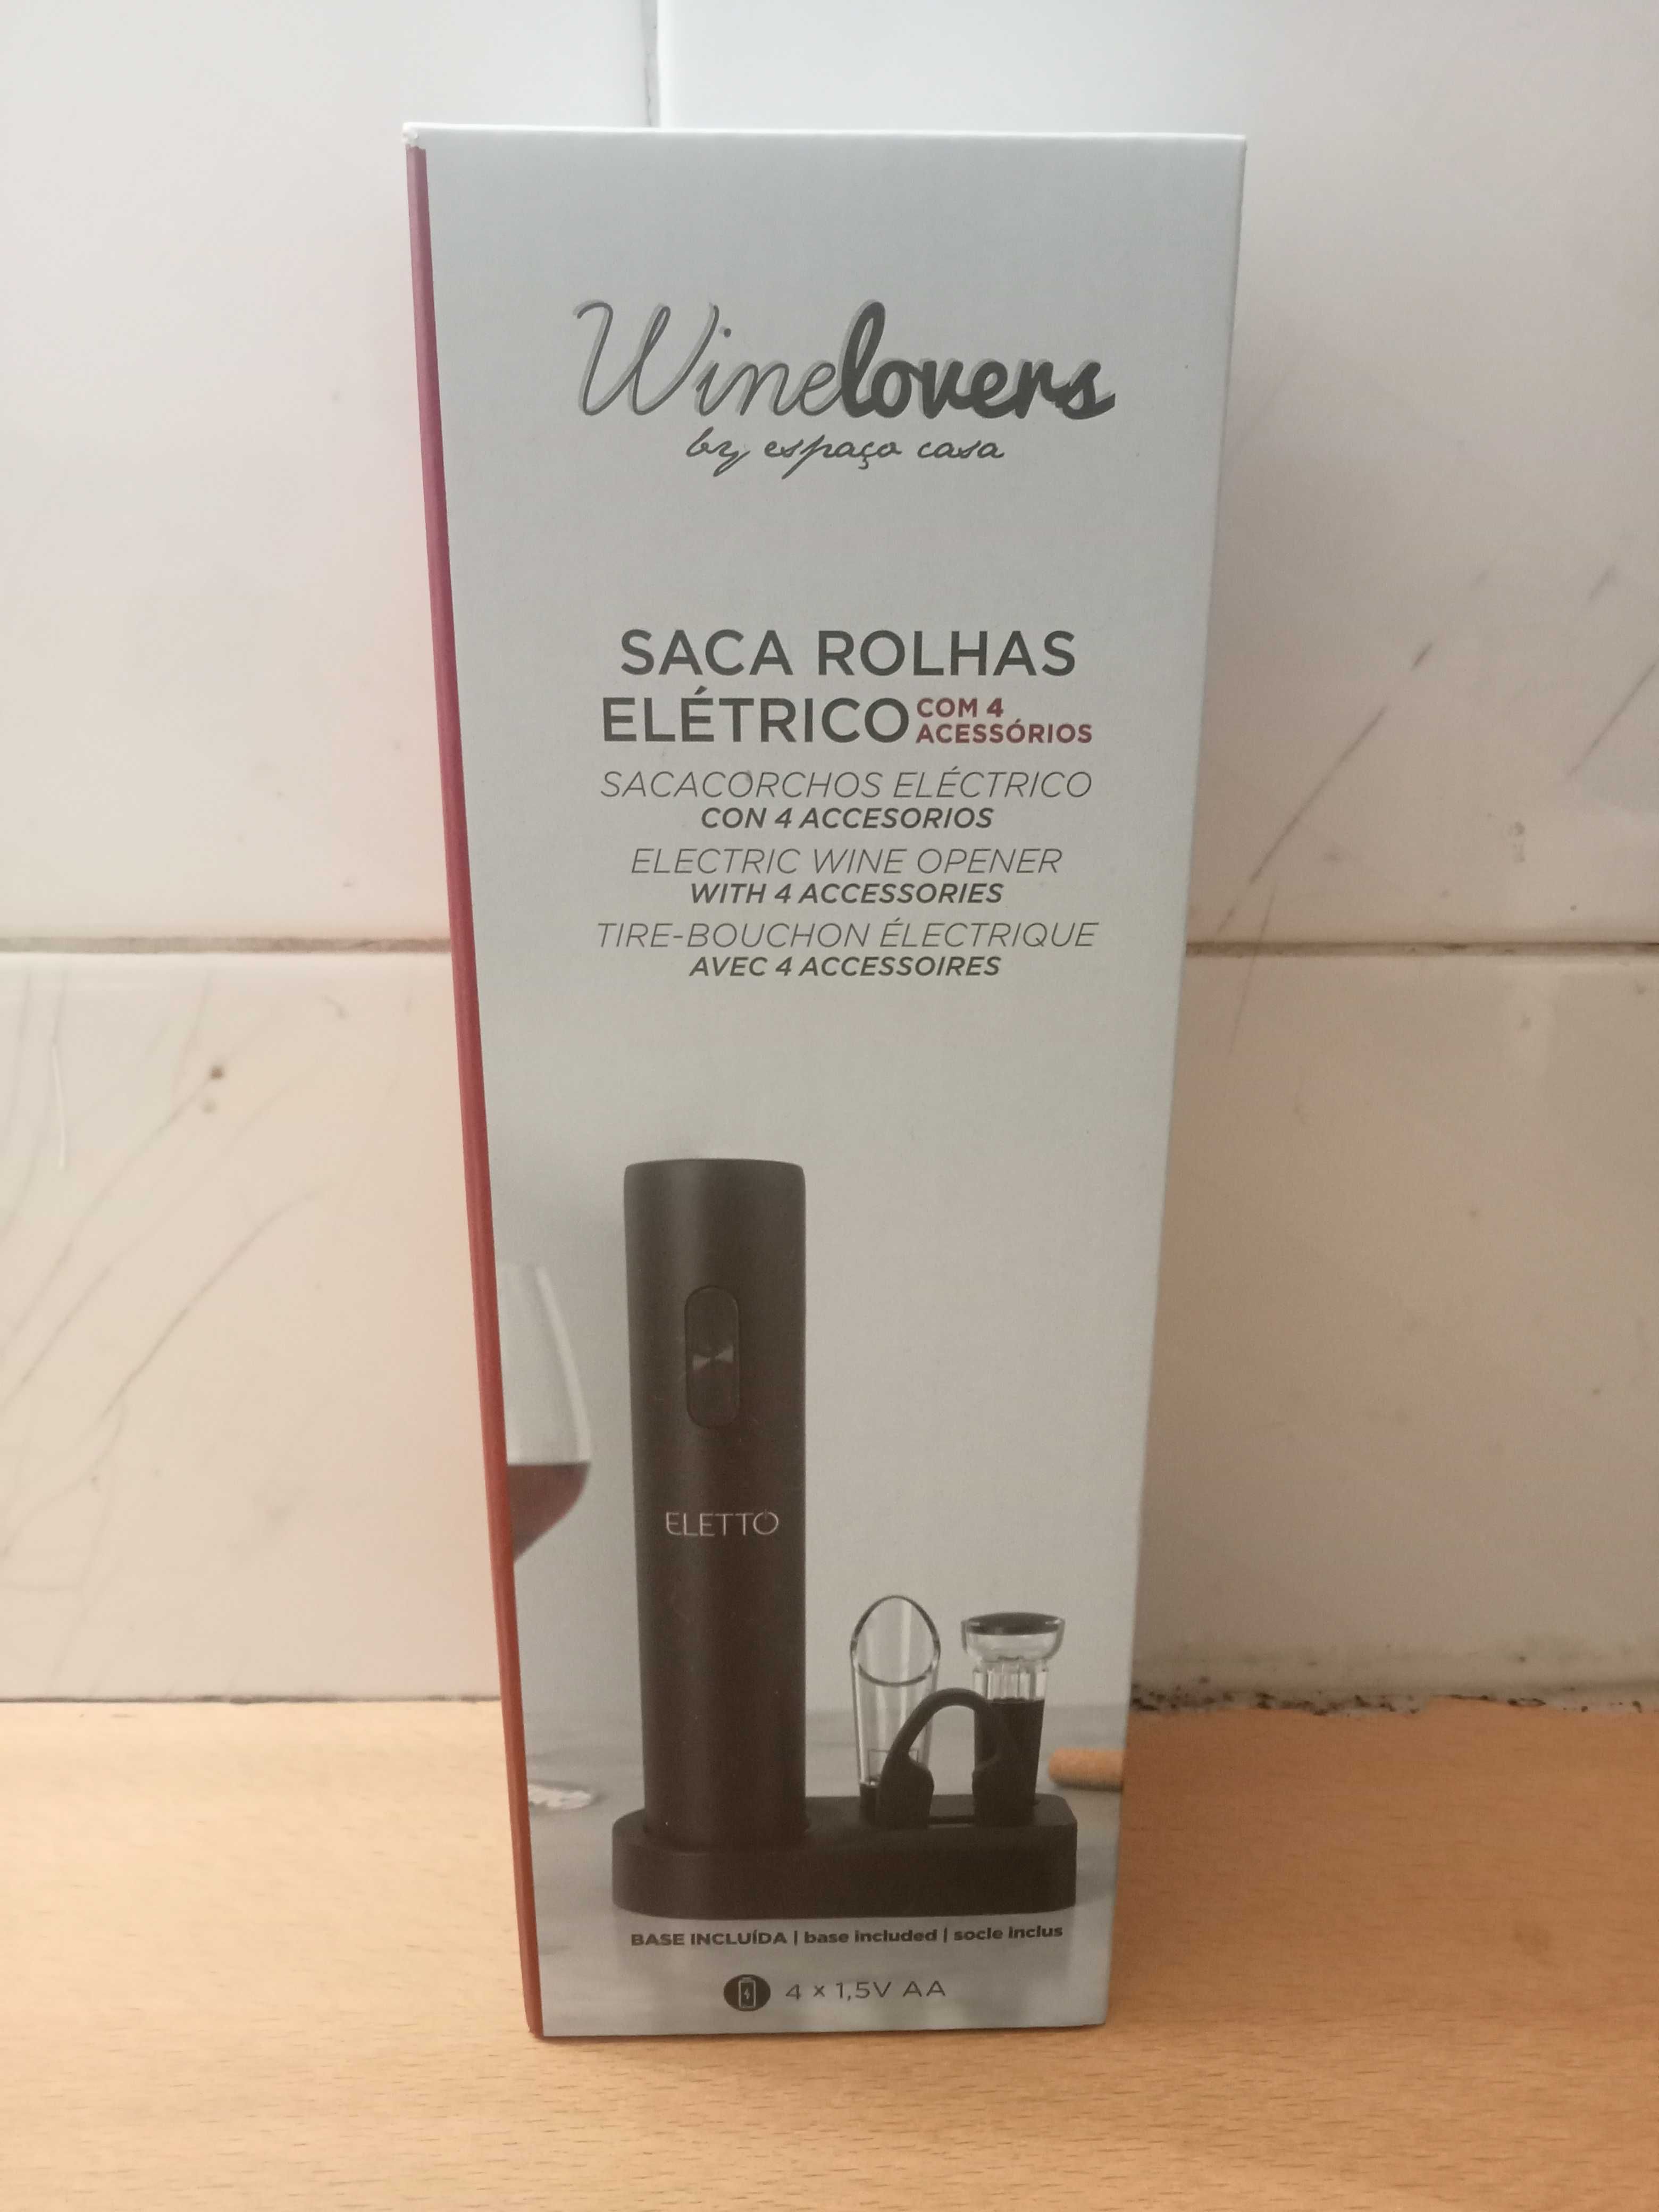 Winelovers
by espaço casa
SACA ROLHAS
ELÉTRICO COM 4
ACESSÓRIOS
SACACORCHOS ELÉCTRICO
CON 4 ACCESORIOS
ELECTRIC WINE OPENER
WITH 4 ACCESSORIES
TIRE-BOUCHON ÉLECTRIQUE
AVEC 4 ACCESSOIRES
ELETTO
BASE INCLUÍDA | base included | socle inclus
4 x 1,5V AA